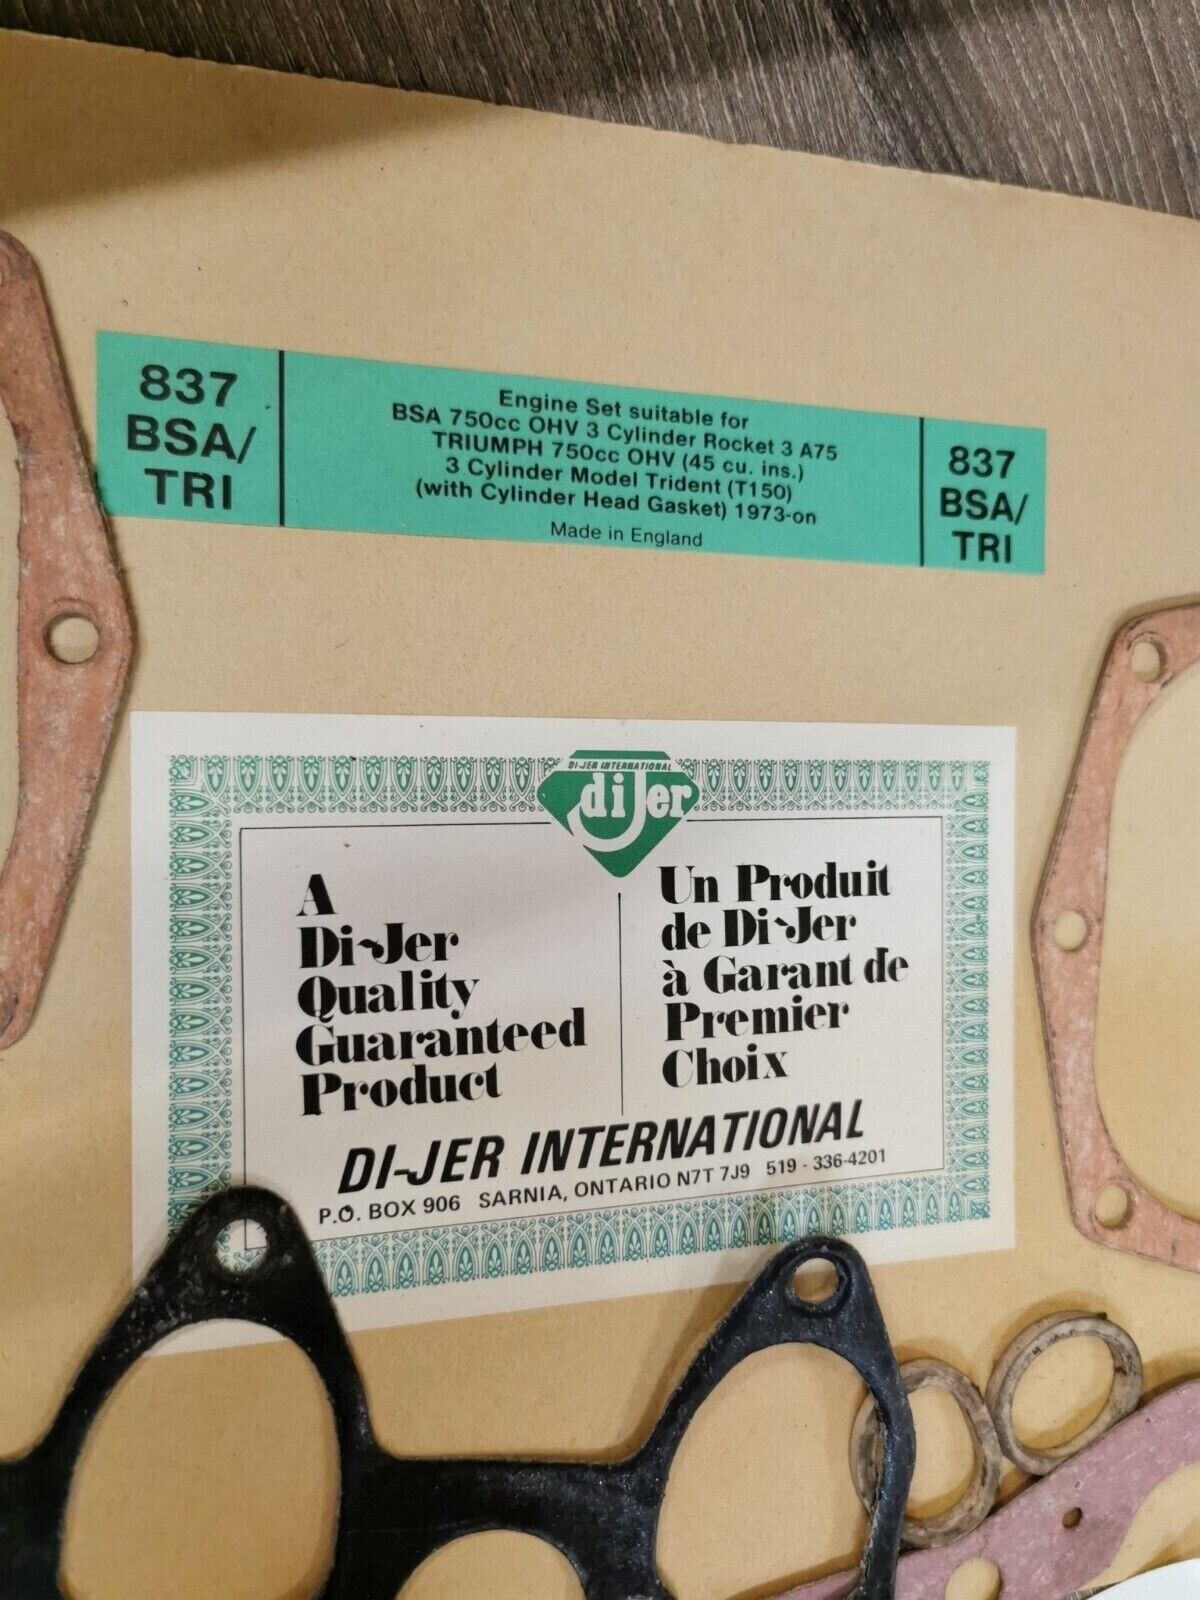 837
BSA/
TRI
Engine Set suitable for
BSA 750cc OHV 3 Cylinder Rocket 3 A75
TRIUMPH 750cc OHV (45 cu. ins.)
3 Cylinder Model Trident (T150)
(with Cylinder Head Gasket) 1973-on
Made in England
837
BSA/
TRI
DI-JER INTERNATIONAL
diJer
A
Di-Jer
Quality
Guaranteed
Product
Un Produit
de Di-Jer
à Garant de
Premier
Choix
DI-JER INTERNATIONAL
P.O. BOX 906 SARNIA, ONTARIO N7T 7J9 519 - 336-4201